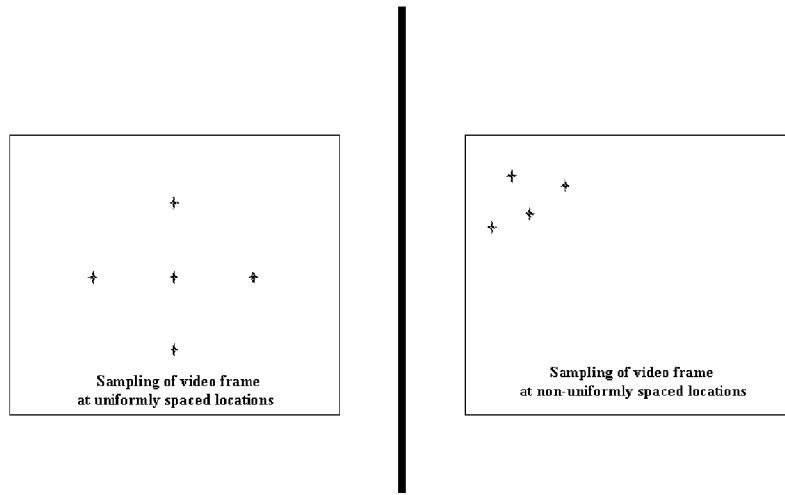 Sampling of video frame
at uniformly spaced locations
Sampling of video frame
at non-uniformly spaced locations